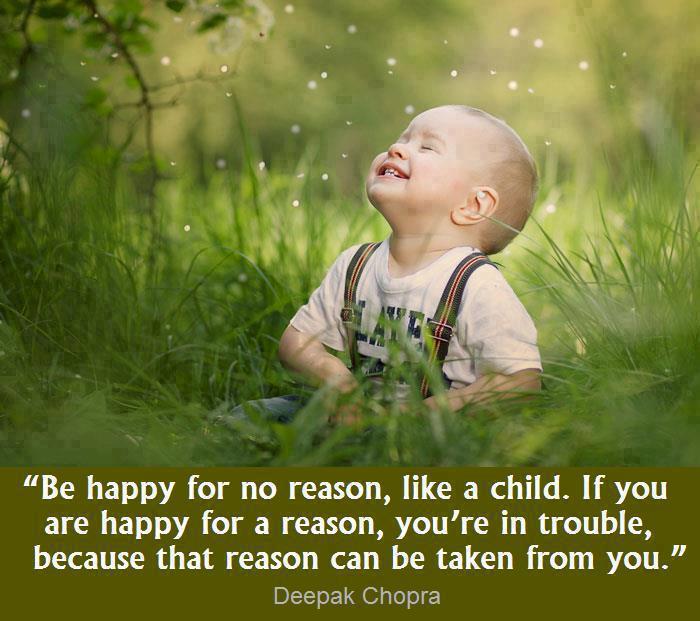 “Be happy for no reason, like a child. If you
are happy for a reason, you’re in trouble,
because that reason can be taken from you.”
Deepak Chopra